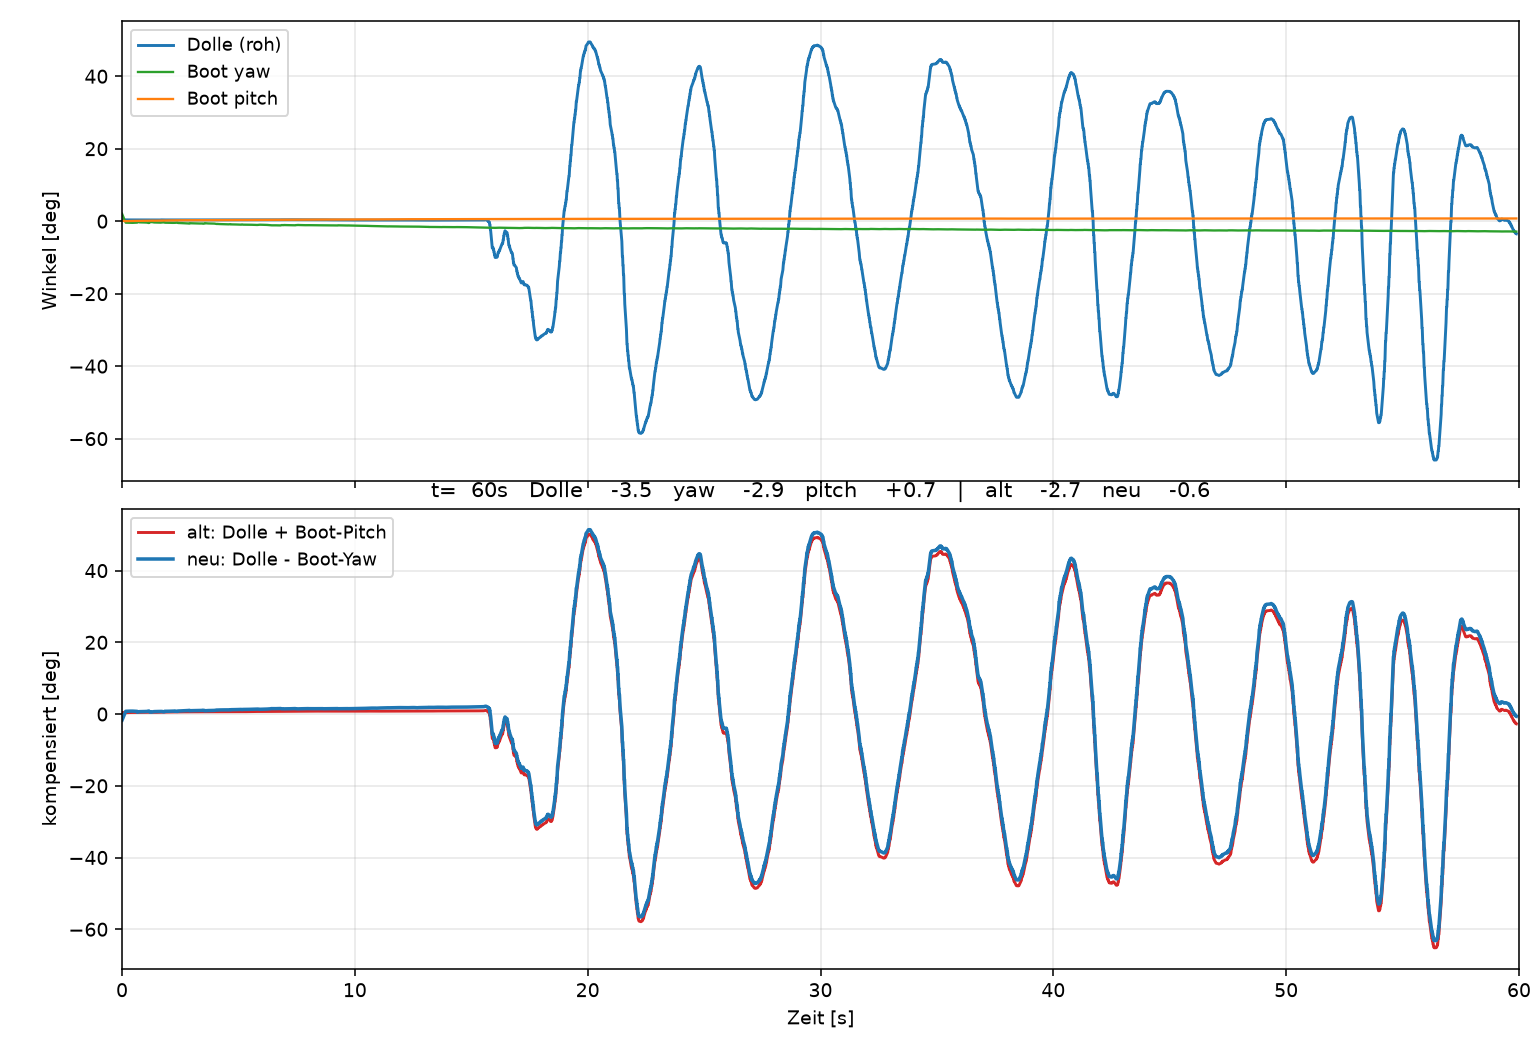 Dolle (roh)
Boot yaw
Boot pitch
40
20
0
−20
−40
−60
Winkel [deg]
t= 60s Dolle -3.5 yaw -2.9 pitch +0.7 | alt -2.7 neu -0.6
alt: Dolle + Boot-Pitch
neu: Dolle - Boot-Yaw
40
20
0
−20
−40
−60
kompensiert [deg]
0 10 20 30 40 50 60
Zeit [s]